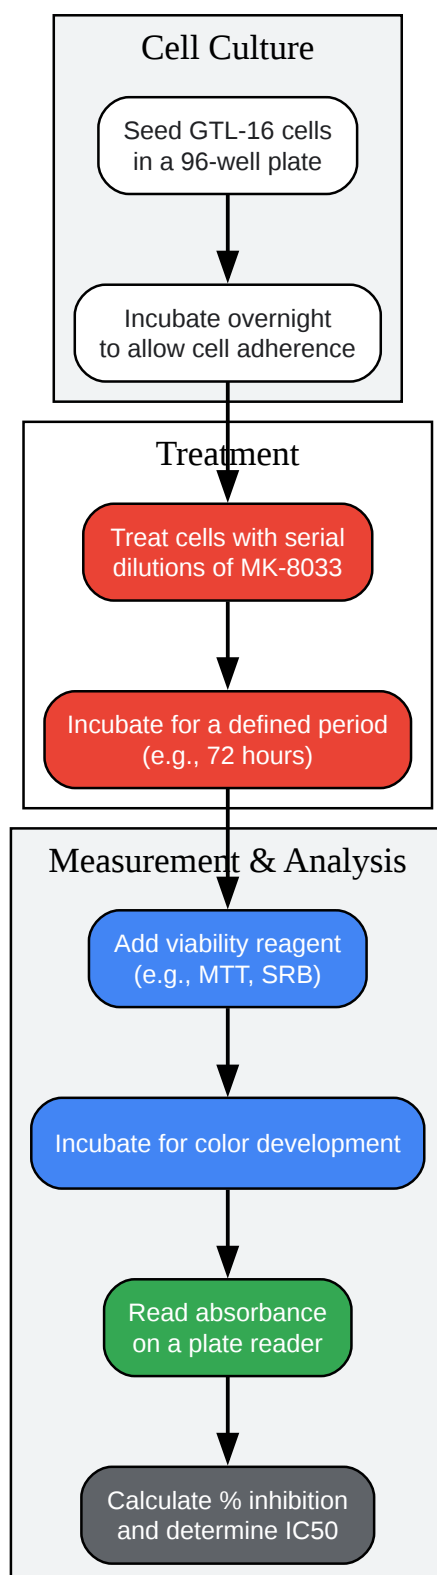 Cell Culture
Seed GTL-16 cells
in a 96-well plate
Incubate overnight
to allow cell adherence
Treatment
Treat cells with serial
dilutions of MK-8033
Incubate for a defined period
(e.g., 72 hours)
Measurement & Analysis
Add viability reagent
(e.g., MTT, SRB)
Incubate for color development
Read absorbance
on a plate reader
Calculate % inhibition
and determine IC50